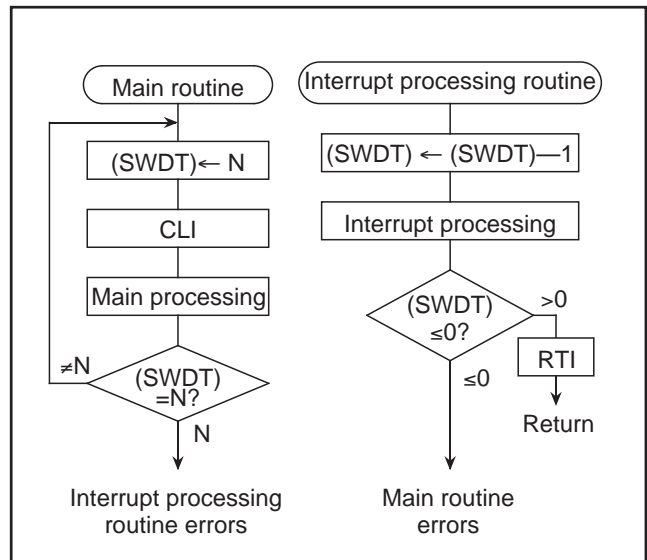 Main routine
(SWDT)← N
CLI
Main processing
≠N
(SWDT)
=N?
N
Interrupt processing
routine errors
Interrupt processing routine
(SWDT) ← (SWDT)—1
Interrupt processing
(SWDT)
≤0?
>0
RTI
≤0
Return
Main routine
errors